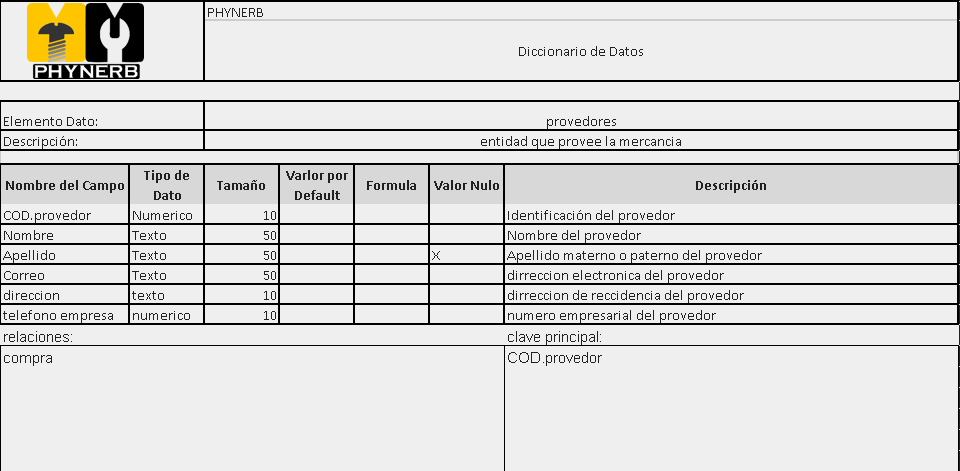 PHYNERB
PHYNERB
Diccionario de Datos
Elemento Dato: provedores
Descripción: entidad que provee la mercancia
Nombre del Campo Tipo de Dato Tamaño Varlor por Default Formula Valor Nulo Descripción
COD.provedor Numerico 10 Identificación del provedor
Nombre Texto 50 Nombre del provedor
Apellido Texto 50 X Apellido materno o paterno del provedor
Correo Texto 50 dirreccion electronica del provedor
direccion texto 10 dirreccion de reccidencia del provedor
telefono empresa numerico 10 numero empresarial del provedor
relaciones: clave principal:
compra COD.provedor